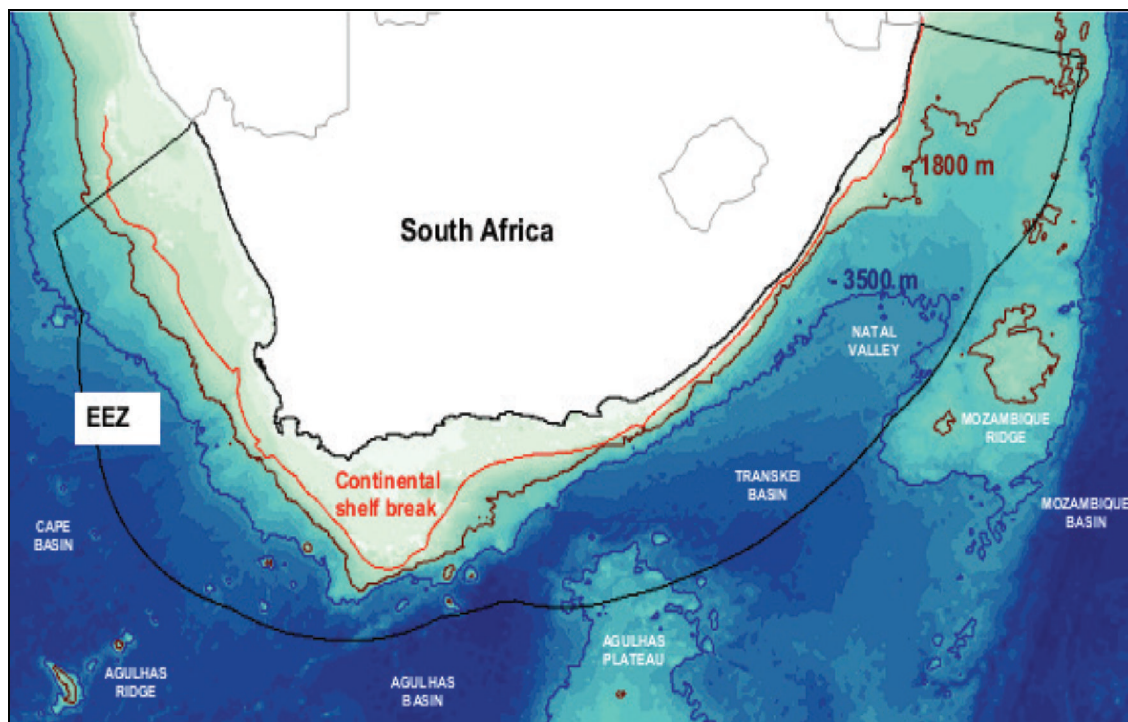 1800 m
South Africa
3500 m
NATAL
VALLEY
EEZ
MOZAMBIQUE
RIDGE
Continental
shelf break
TRANSKEI
BASIN
MOZAMBIQUE
BASIN
CAPE
BASIN
AGULHAS
PLATEAU
AGULHAS
RIDGE
AGULHAS
BASIN